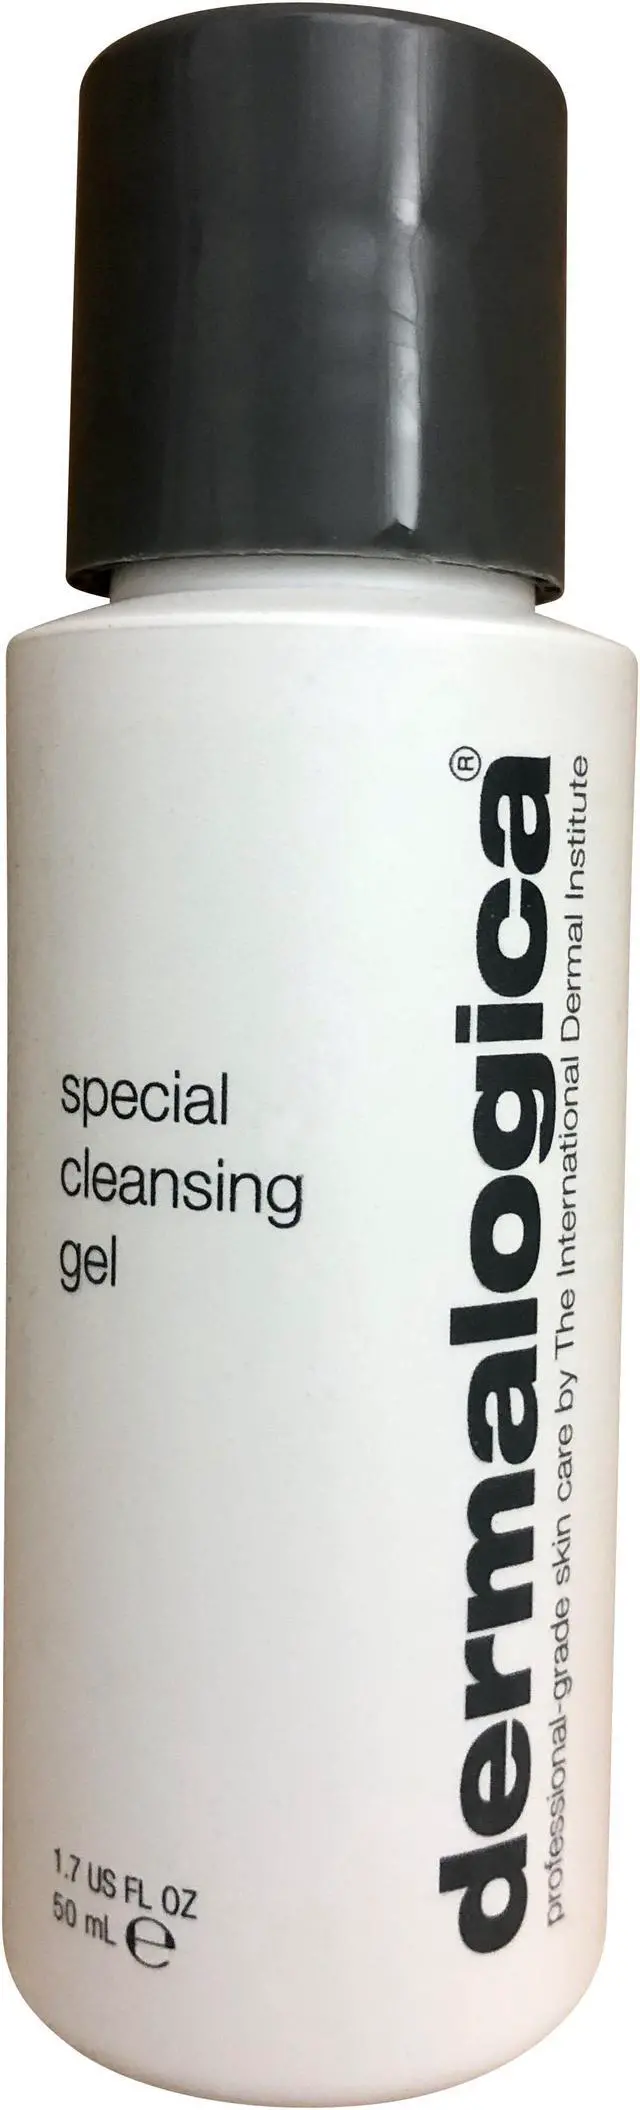 special
cleansing
gel
1.7 US FL OZ
50 mL ℮
dermalogica®
professional-grade skin care by The International Dermal Institute